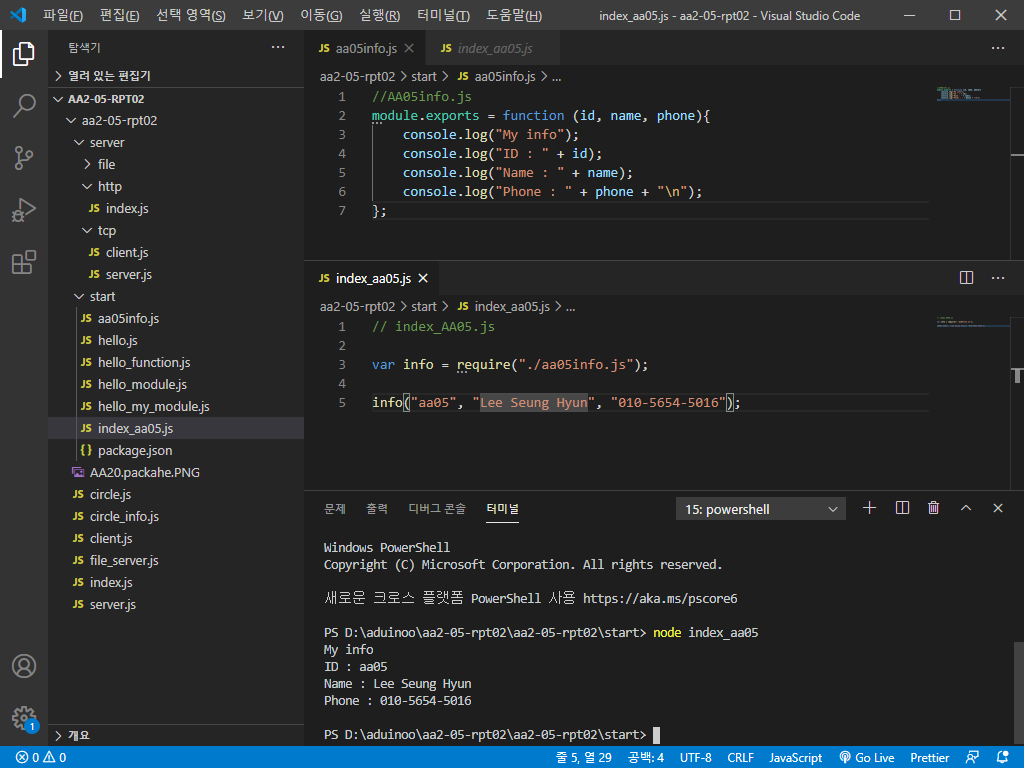 파일(F) 편집(E) 선택 영역(S) 보기(V) 이동(G) 실행(R) 터미널(T) 도움말(H) index_aa05.js - aa2-05-rpt02 - Visual Studio Code
탐색기
열려 있는 편집기
AA2-05-RPT02
aa2-05-rpt02
server
file
http
JS index.js
tcp
JS client.js
JS server.js
start
JS aa05info.js
JS hello.js
JS hello_function.js
JS hello_module.js
JS hello_my_module.js
JS index_aa05.js
{} package.json
AA20.packahe.PNG
JS circle.js
JS circle_info.js
JS client.js
JS file_server.js
JS index.js
JS server.js
개요
1
JS aa05info.js JS index_aa05.js
aa2-05-rpt02 > start > JS aa05info.js > ...
1 //AA05info.js
2 module.exports = function (id, name, phone){
3 console.log("My info");
4 console.log("ID : " + id);
5 console.log("Name : " + name);
6 console.log("Phone : " + phone + "\n");
7 };
JS index_aa05.js
aa2-05-rpt02 > start > JS index_aa05.js > ...
1 // index_AA05.js
2
3 var info = require("./aa05info.js");
4
5 info("aa05", "Lee Seung Hyun", "010-5654-5016");
문제 출력 디버그 콘솔 터미널 15: powershell
Windows PowerShell
Copyright (C) Microsoft Corporation. All rights reserved.
새로운 크로스 플랫폼 PowerShell 사용 https://aka.ms/pscore6
PS D:\aduinoo\aa2-05-rpt02\aa2-05-rpt02\start> node index_aa05
My info
ID : aa05
Name : Lee Seung Hyun
Phone : 010-5654-5016
PS D:\aduinoo\aa2-05-rpt02\aa2-05-rpt02\start>
0 0 줄 5, 열 29 공백: 4 UTF-8 CRLF JavaScript Go Live Prettier